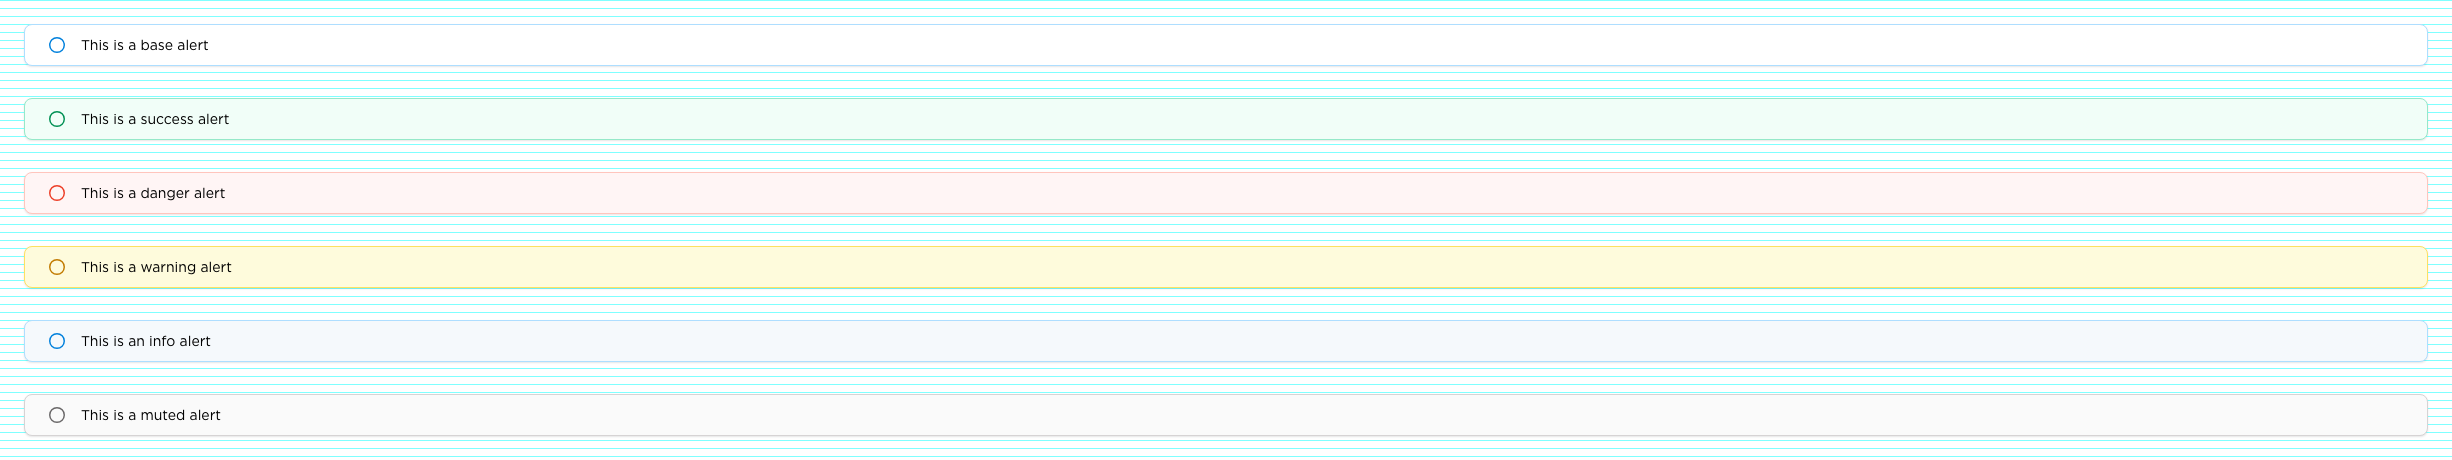 This is a base alert
This is a success alert
This is a danger alert
This is a warning alert
This is an info alert
This is a muted alert